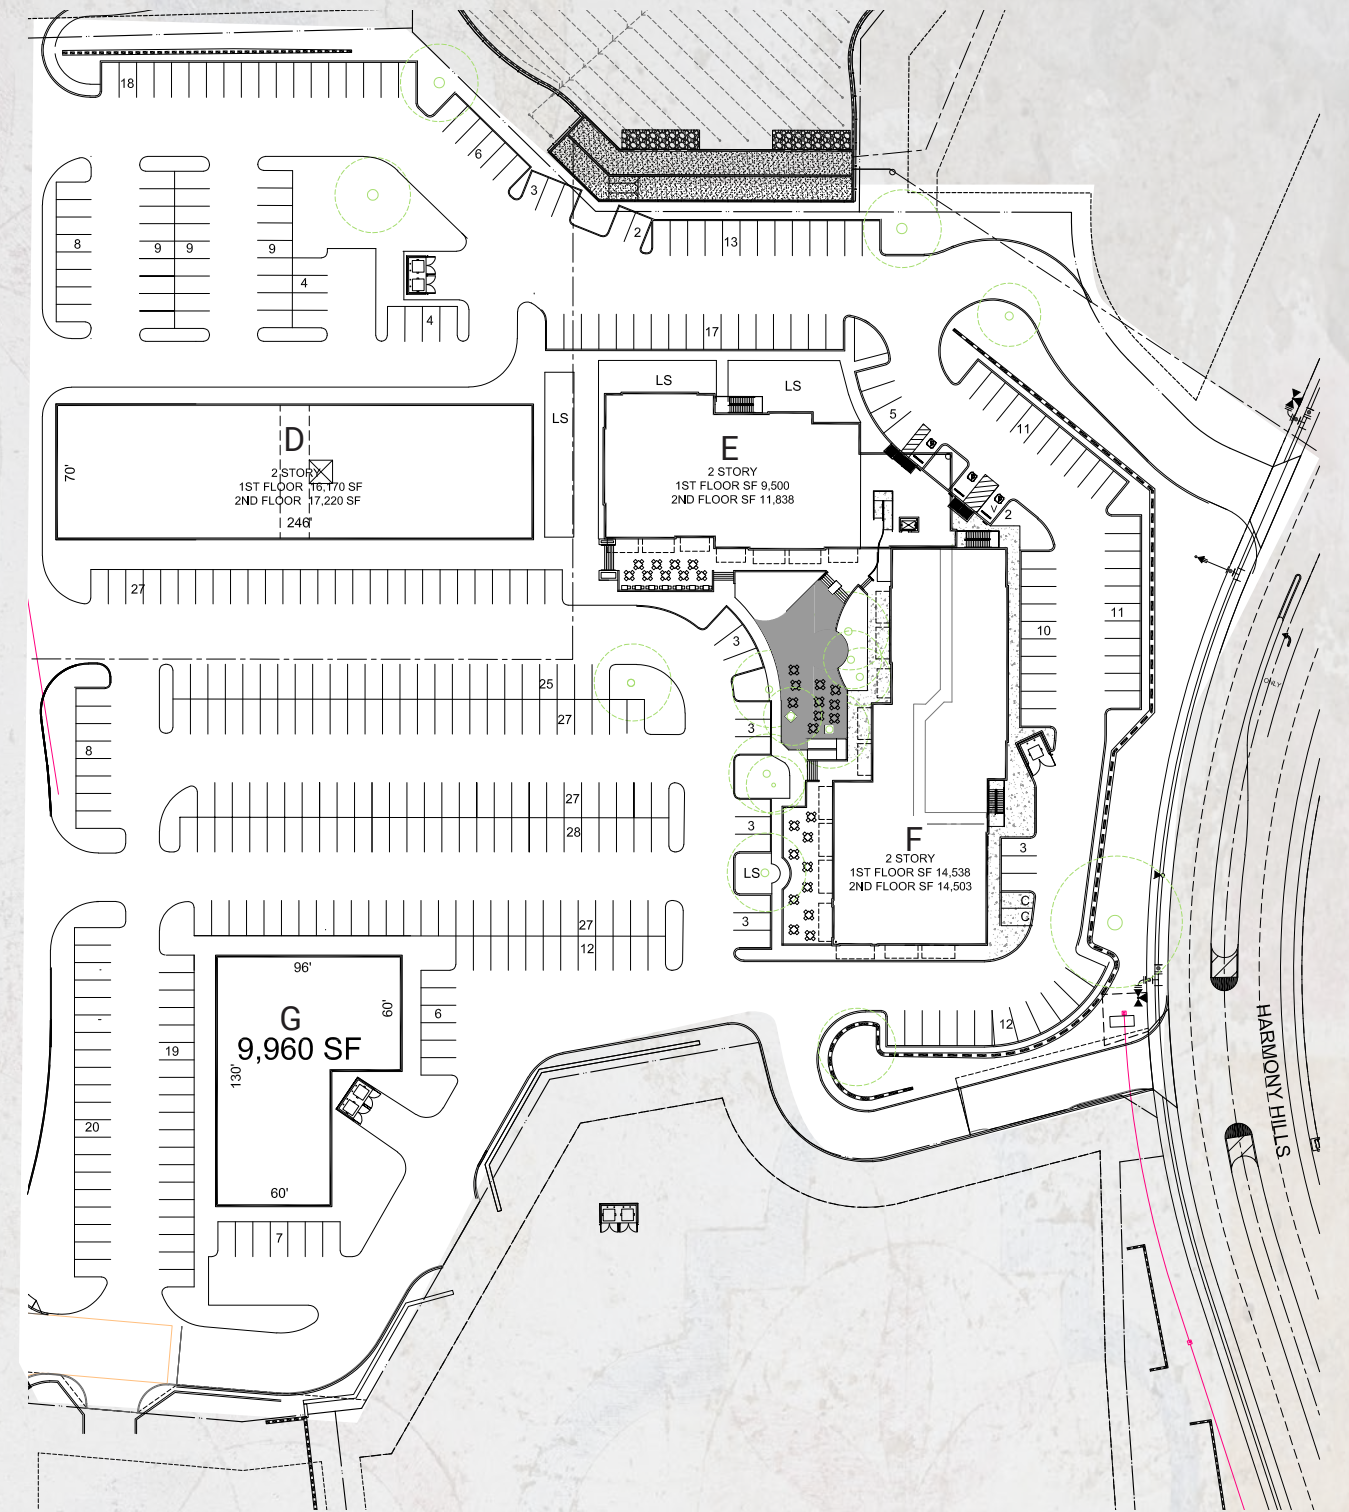 18
6
3
2
13
8
9
9
9
4
4
17
LS
LS
LS
5
11
D
2 STORY
1ST FLOOR 16,170 SF
2ND FLOOR 17,220 SF
70'
246'
E
2 STORY
1ST FLOOR SF 9,500
2ND FLOOR SF 11,838
2
27
10
11
3
25
27
ONLY
8
3
27
28
3
F
2 STORY
1ST FLOOR SF 14,538
2ND FLOOR SF 14,503
3
LS
C
C
3
27
12
96'
60'
G
9,960 SF
130'
6
12
19
20
60'
7
HARMONY HILLS